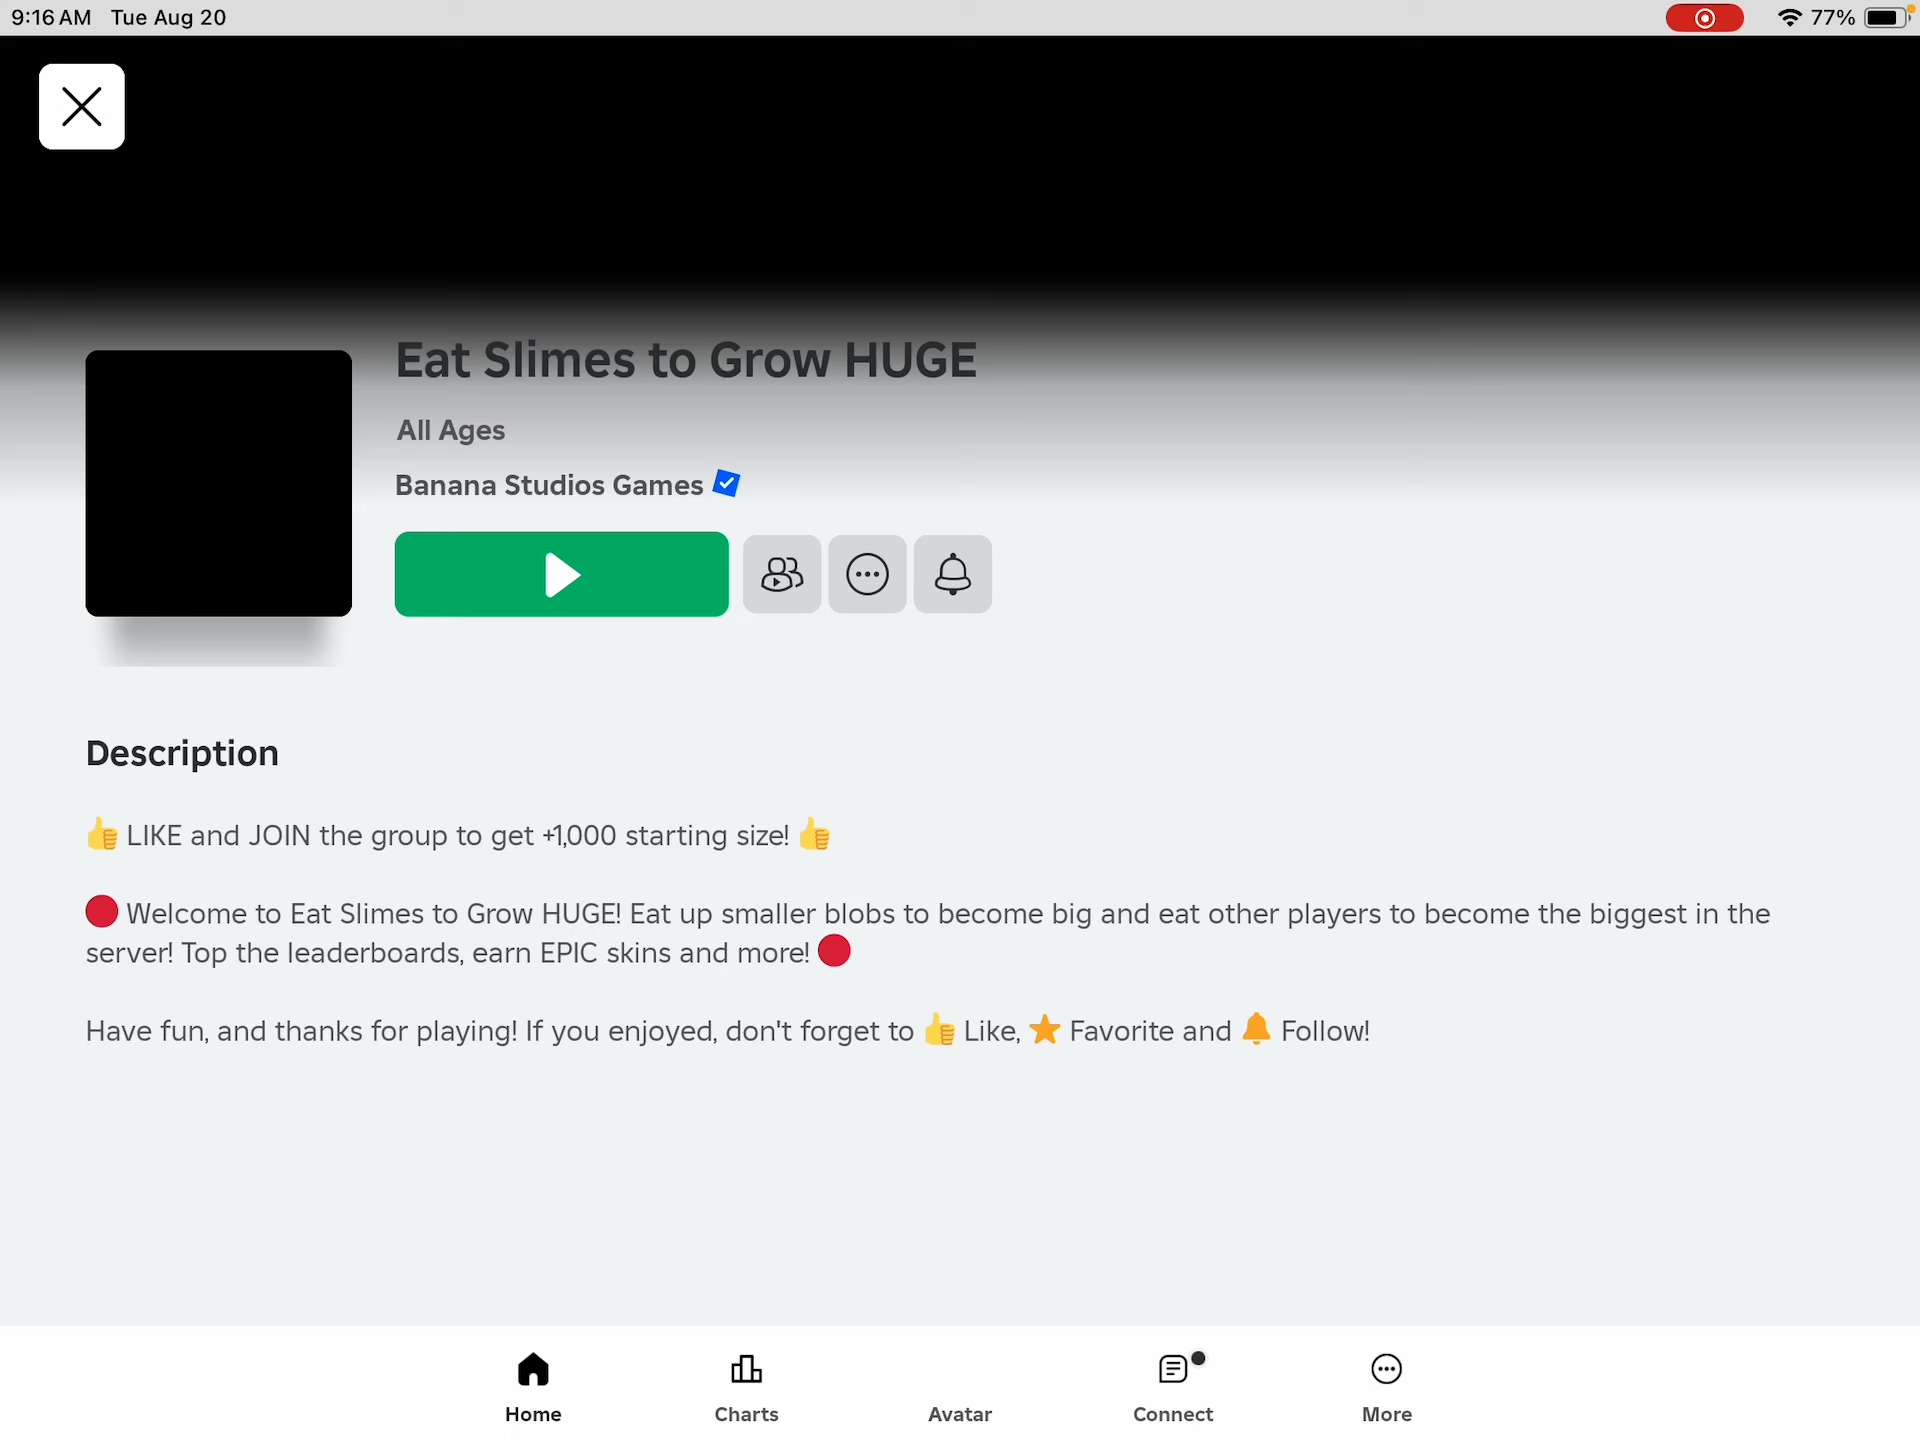 9:16 AM Tue Aug 20
77%
Eat Slimes to Grow HUGE
All Ages
Banana Studios Games
Description
👍 LIKE and JOIN the group to get +1,000 starting size! 👍
🔴 Welcome to Eat Slimes to Grow HUGE! Eat up smaller blobs to become big and eat other players to become the biggest in the
server! Top the leaderboards, earn EPIC skins and more! 🔴
Have fun, and thanks for playing! If you enjoyed, don't forget to 👍 Like, ⭐ Favorite and 🔔 Follow!
Home
Charts
Avatar
Connect
More